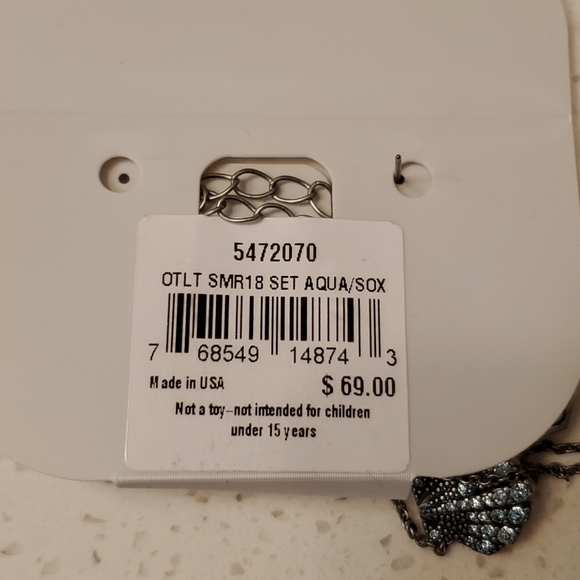 5472070
OTLT SMR18 SET AQUA/SOX
7 68549 14874 3
Made in USA $ 69.00
Not a toy–not intended for children
under 15 years